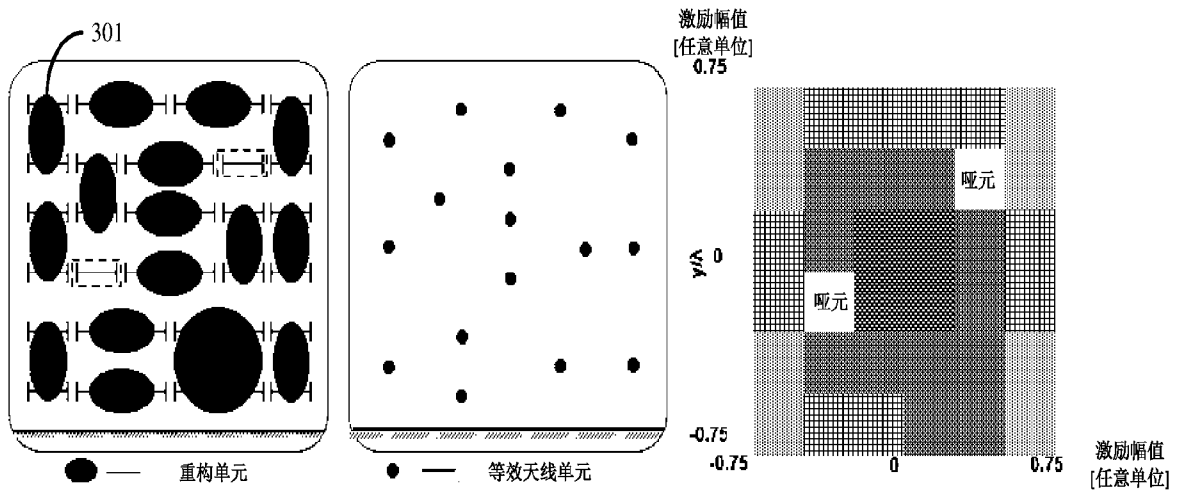 301
激励幅值
[任意单位]
0.75
哑元
y/λ
0
哑元
-0.75
-0.75
0
0.75
激励幅值
[任意单位]
重构单元
等效天线单元